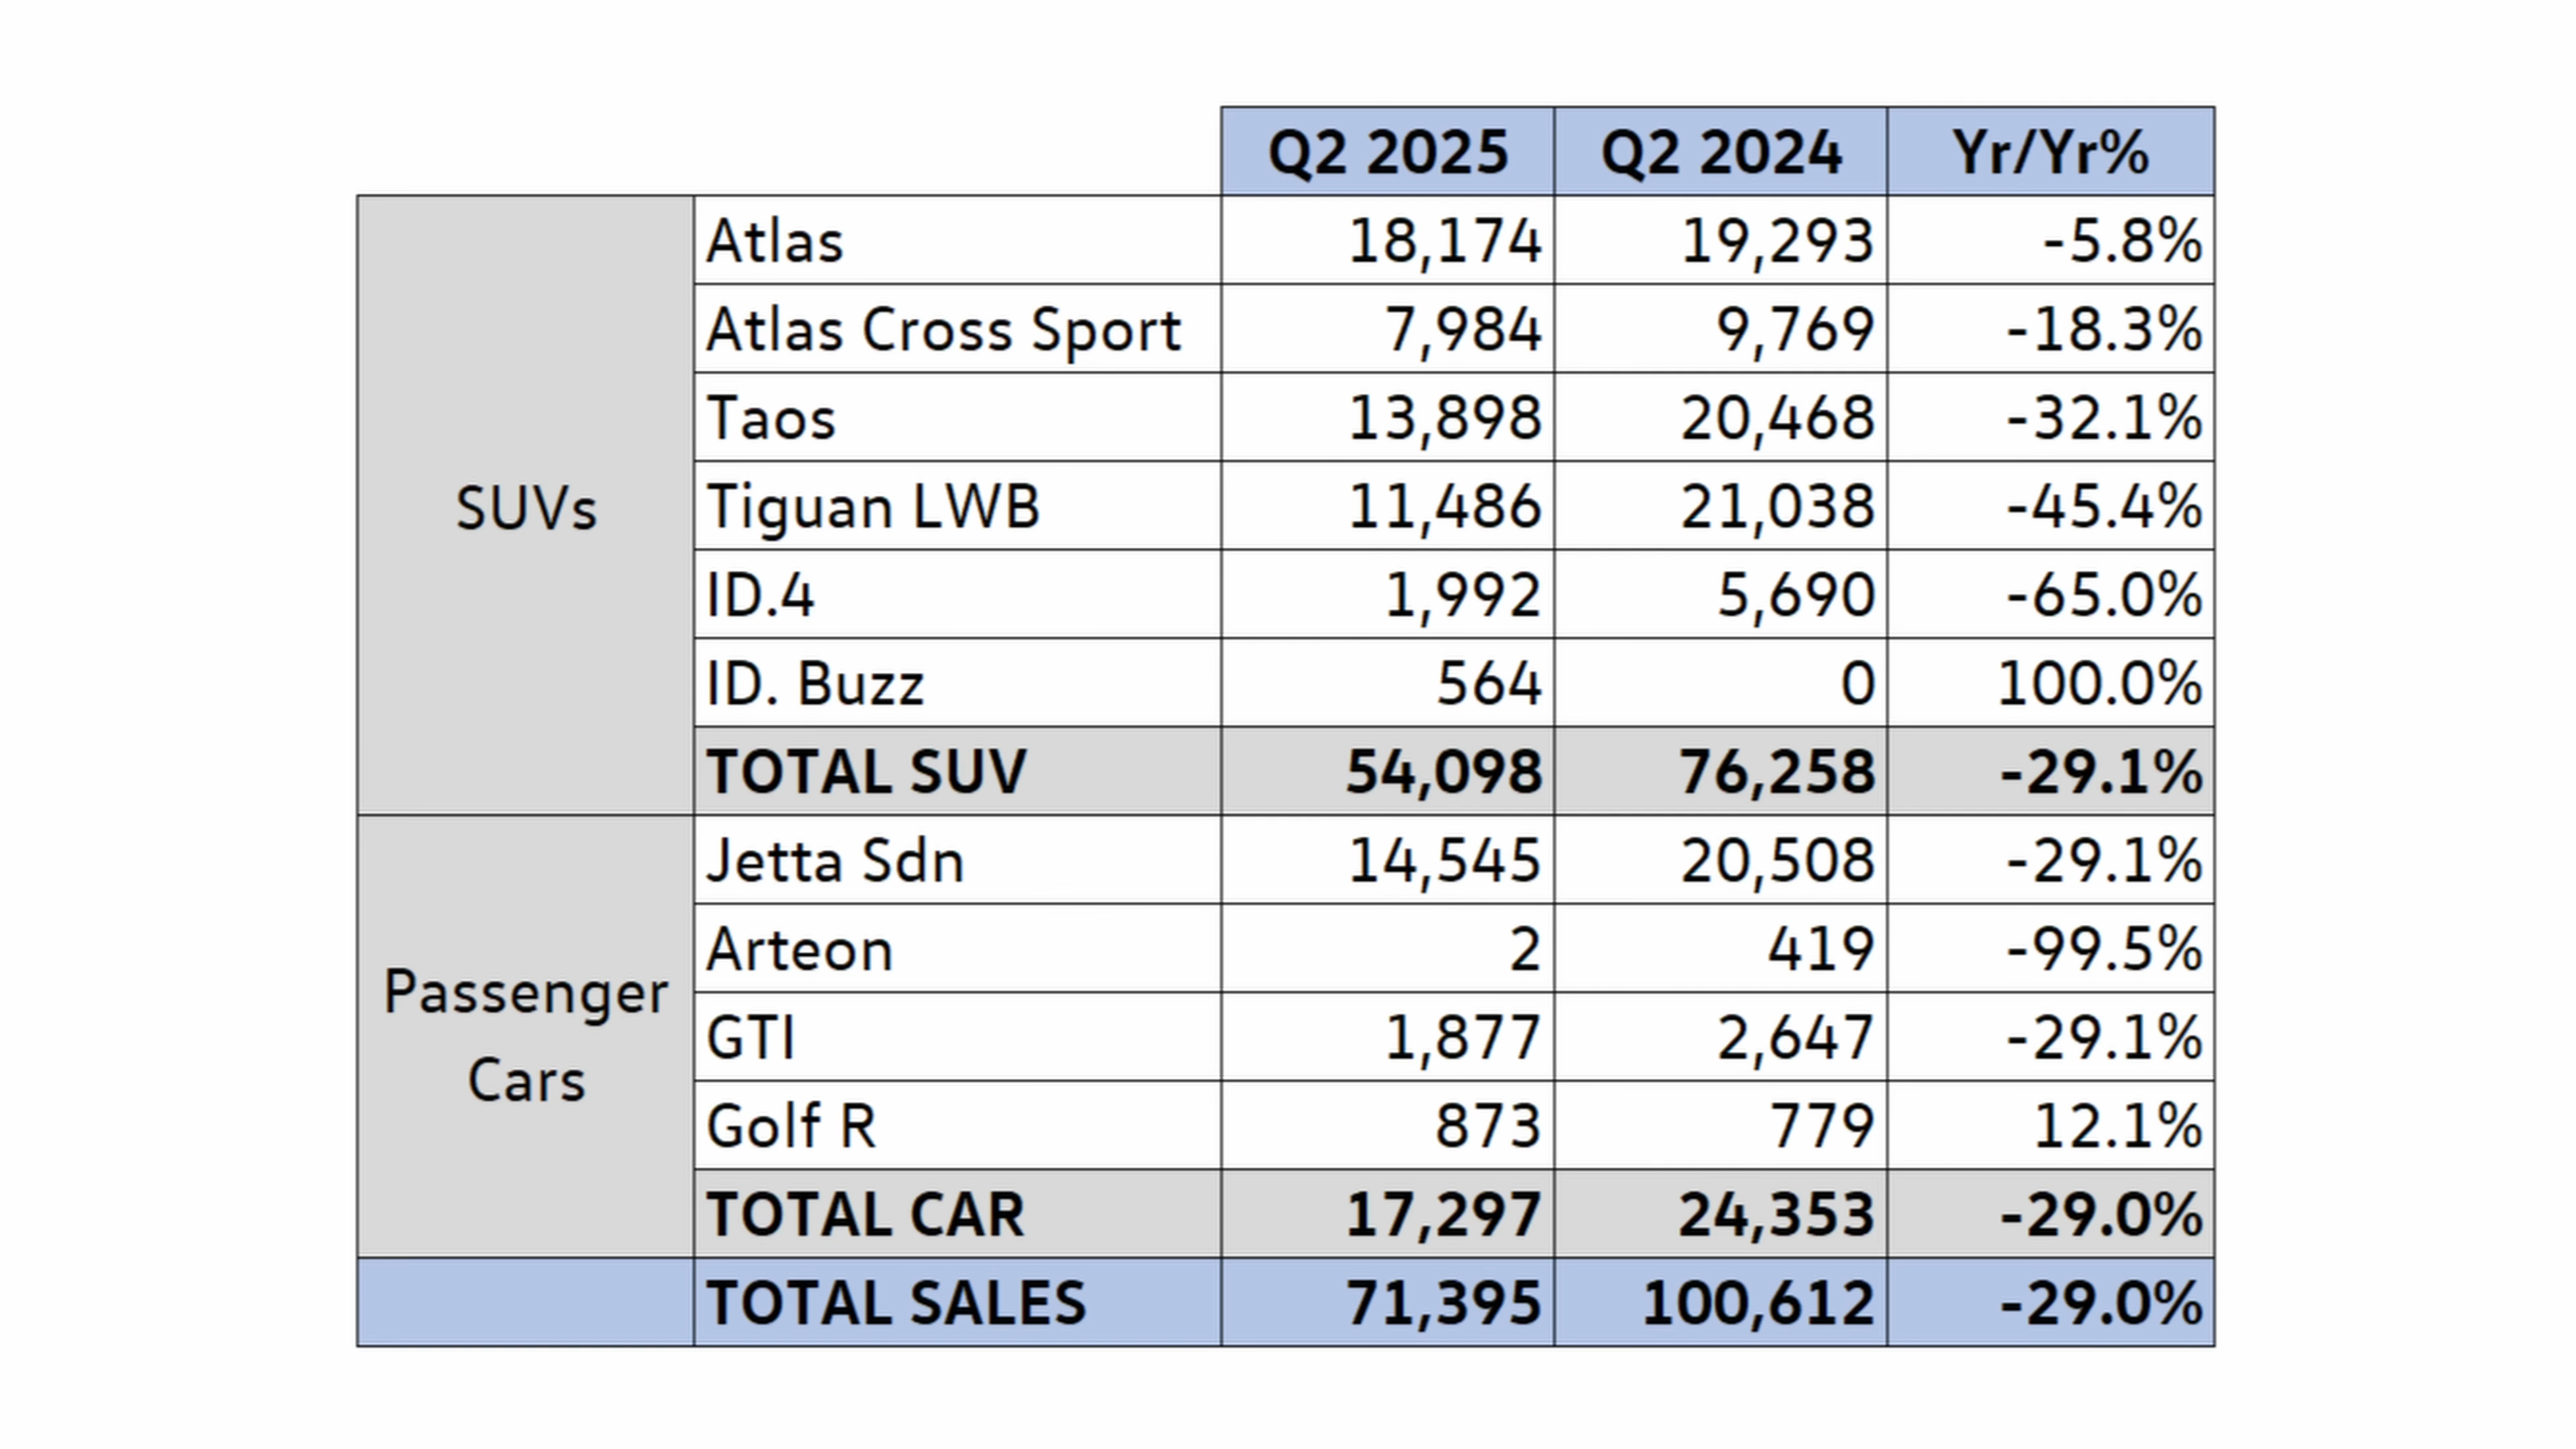 Q2 2025 Q2 2024 Yr/Yr%
SUVs
Atlas 18,174 19,293 -5.8%
Atlas Cross Sport 7,984 9,769 -18.3%
Taos 13,898 20,468 -32.1%
Tiguan LWB 11,486 21,038 -45.4%
ID.4 1,992 5,690 -65.0%
ID. Buzz 564 0 100.0%
TOTAL SUV 54,098 76,258 -29.1%
Passenger
Cars
Jetta Sdn 14,545 20,508 -29.1%
Arteon 2 419 -99.5%
GTI 1,877 2,647 -29.1%
Golf R 873 779 12.1%
TOTAL CAR 17,297 24,353 -29.0%
TOTAL SALES 71,395 100,612 -29.0%